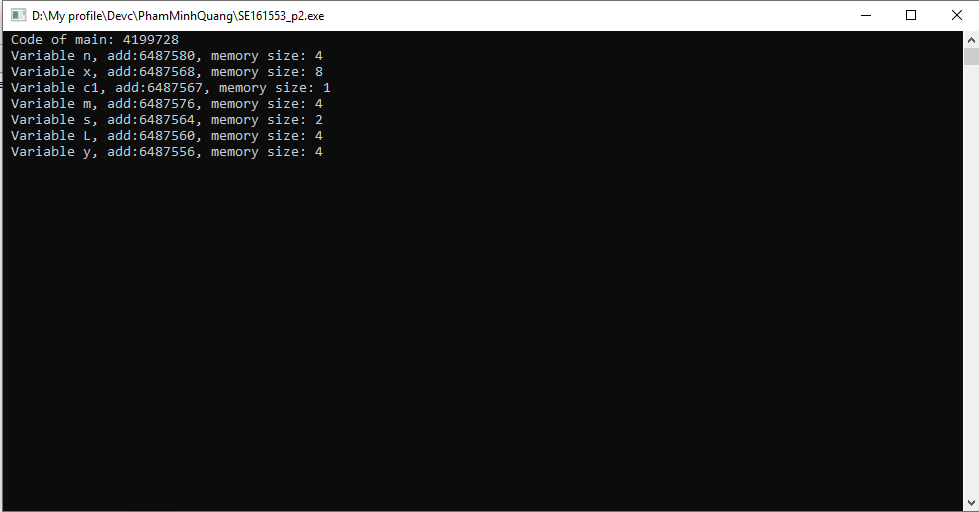 D:\My profile\Devc\PhamMinhQuang\SE161553_p2.exe
Code of main: 4199728
Variable n, add:6487580, memory size: 4
Variable x, add:6487568, memory size: 8
Variable c1, add:6487567, memory size: 1
Variable m, add:6487576, memory size: 4
Variable s, add:6487564, memory size: 2
Variable L, add:6487560, memory size: 4
Variable y, add:6487556, memory size: 4